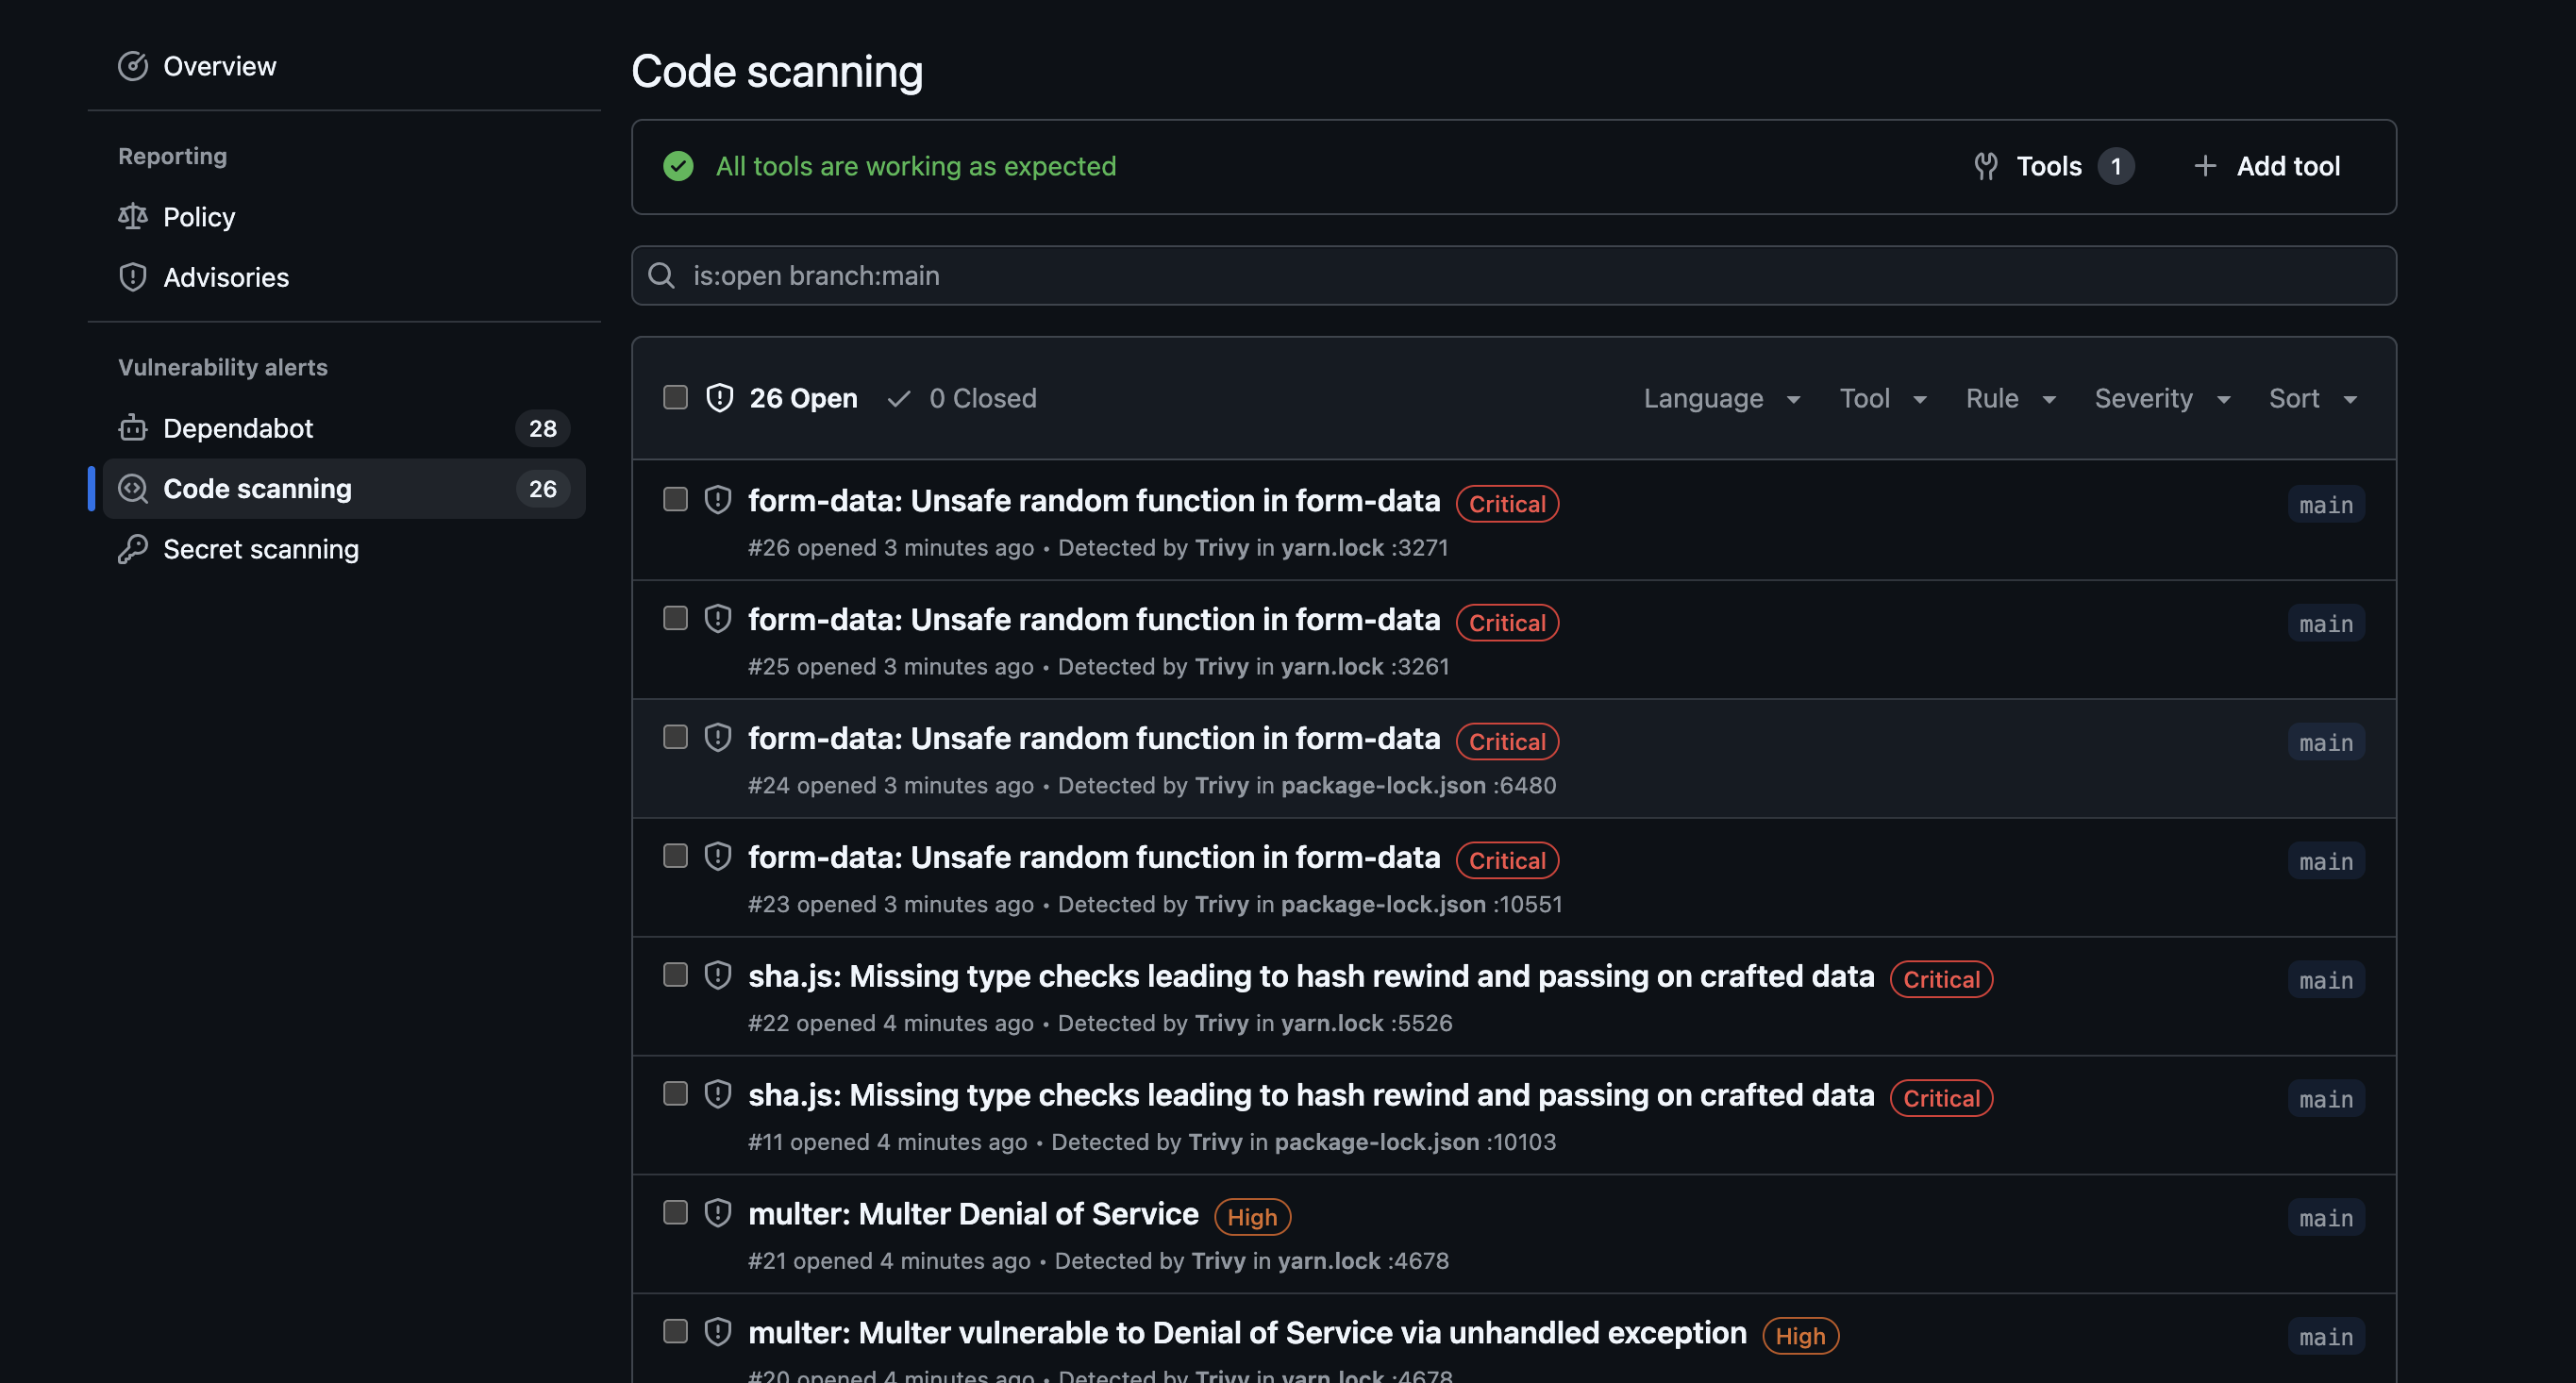 Overview
Reporting
Policy
Advisories
Vulnerability alerts
Dependabot 28
Code scanning 26
Secret scanning
Code scanning
All tools are working as expected Tools 1 Add tool
is:open branch:main
26 Open 0 Closed Language Tool Rule Severity Sort
form-data: Unsafe random function in form-data Critical main
#26 opened 3 minutes ago • Detected by Trivy in yarn.lock :3271
form-data: Unsafe random function in form-data Critical main
#25 opened 3 minutes ago • Detected by Trivy in yarn.lock :3261
form-data: Unsafe random function in form-data Critical main
#24 opened 3 minutes ago • Detected by Trivy in package-lock.json :6480
form-data: Unsafe random function in form-data Critical main
#23 opened 3 minutes ago • Detected by Trivy in package-lock.json :10551
sha.js: Missing type checks leading to hash rewind and passing on crafted data Critical main
#22 opened 4 minutes ago • Detected by Trivy in yarn.lock :5526
sha.js: Missing type checks leading to hash rewind and passing on crafted data Critical main
#11 opened 4 minutes ago • Detected by Trivy in package-lock.json :10103
multer: Multer Denial of Service High main
#21 opened 4 minutes ago • Detected by Trivy in yarn.lock :4678
multer: Multer vulnerable to Denial of Service via unhandled exception High main
#20 opened 4 minutes ago • Detected by Trivy in yarn.lock :4678